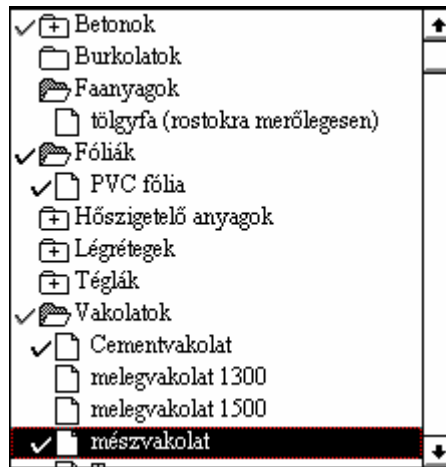 Betonok
Burkolatok
Faanyagok
tölgyfa (rostokra merőlegesen)
Fóliák
PVC fólia
Hőszigetelő anyagok
Légrétegek
Téglák
Vakolatok
Cementvakolat
melegvakolat 1300
melegvakolat 1500
mészvakolat